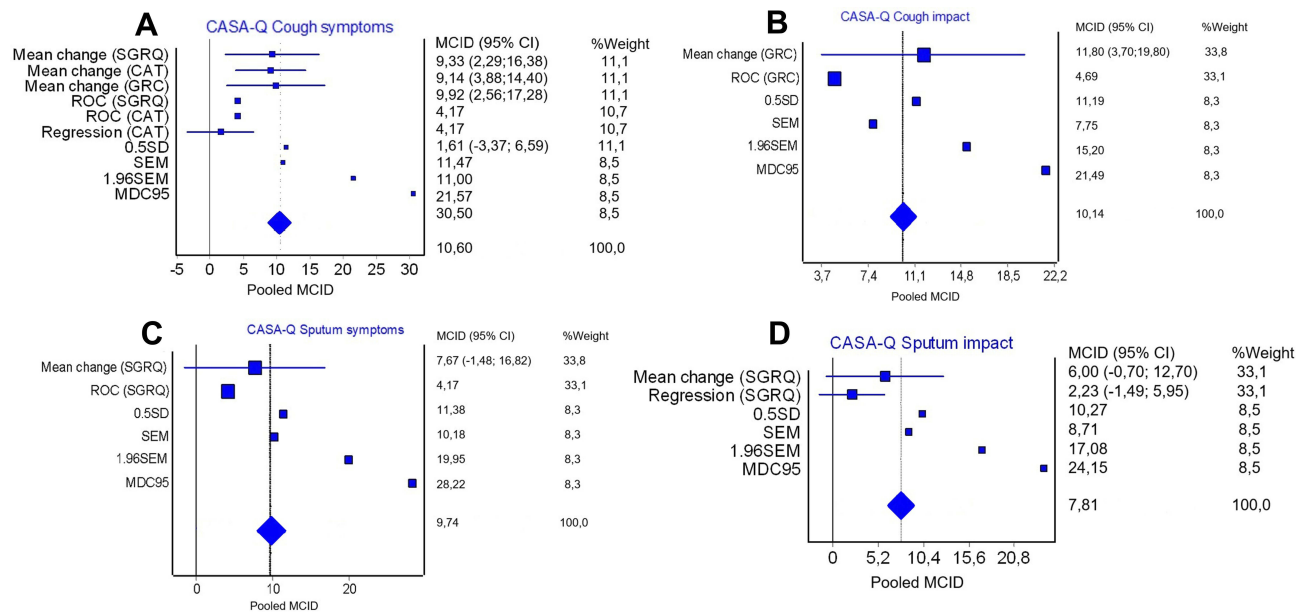 A
CASA-Q Cough symptoms
MCID (95% CI) %Weight
Mean change (SGRQ) 9,33 (2,29;16,38) 11,1
Mean change (CAT) 9,14 (3,88;14,40) 11,1
Mean change (GRC) 9,92 (2,56;17,28) 11,1
ROC (SGRQ) 4,17 10,7
ROC (CAT) 4,17 10,7
Regression (CAT) 1,61 (-3,37; 6,59) 11,1
0.5SD 11,47 8,5
SEM 11,00 8,5
1.96SEM 21,57 8,5
MDC95 30,50 8,5
10,60 100,0
-5 0 5 10 15 20 25 30
Pooled MCID
B
CASA-Q Cough impact
MCID (95% CI) %Weight
Mean change (GRC) 11,80 (3,70;19,80) 33,8
ROC (GRC) 4,69 33,1
0.5SD 11,19 8,3
SEM 7,75 8,3
1.96SEM 15,20 8,3
MDC95 21,49 8,3
10,14 100,0
3,7 7,4 11,1 14,8 18,5 22,2
Pooled MCID
C
CASA-Q Sputum symptoms
MCID (95% CI) %Weight
Mean change (SGRQ) 7,67 (-1,48; 16,82) 33,8
ROC (SGRQ) 4,17 33,1
0.5SD 11,38 8,3
SEM 10,18 8,3
1.96SEM 19,95 8,3
MDC95 28,22 8,3
9,74 100,0
0 10 20
Pooled MCID
D
CASA-Q Sputum impact
MCID (95% CI) %Weight
Mean change (SGRQ) 6,00 (-0,70; 12,70) 33,1
Regression (SGRQ) 2,23 (-1,49; 5,95) 33,1
0.5SD 10,27 8,5
SEM 8,71 8,5
1.96SEM 17,08 8,5
MDC95 24,15 8,5
7,81 100,0
0 5,2 10,4 15,6 20,8
Pooled MCID